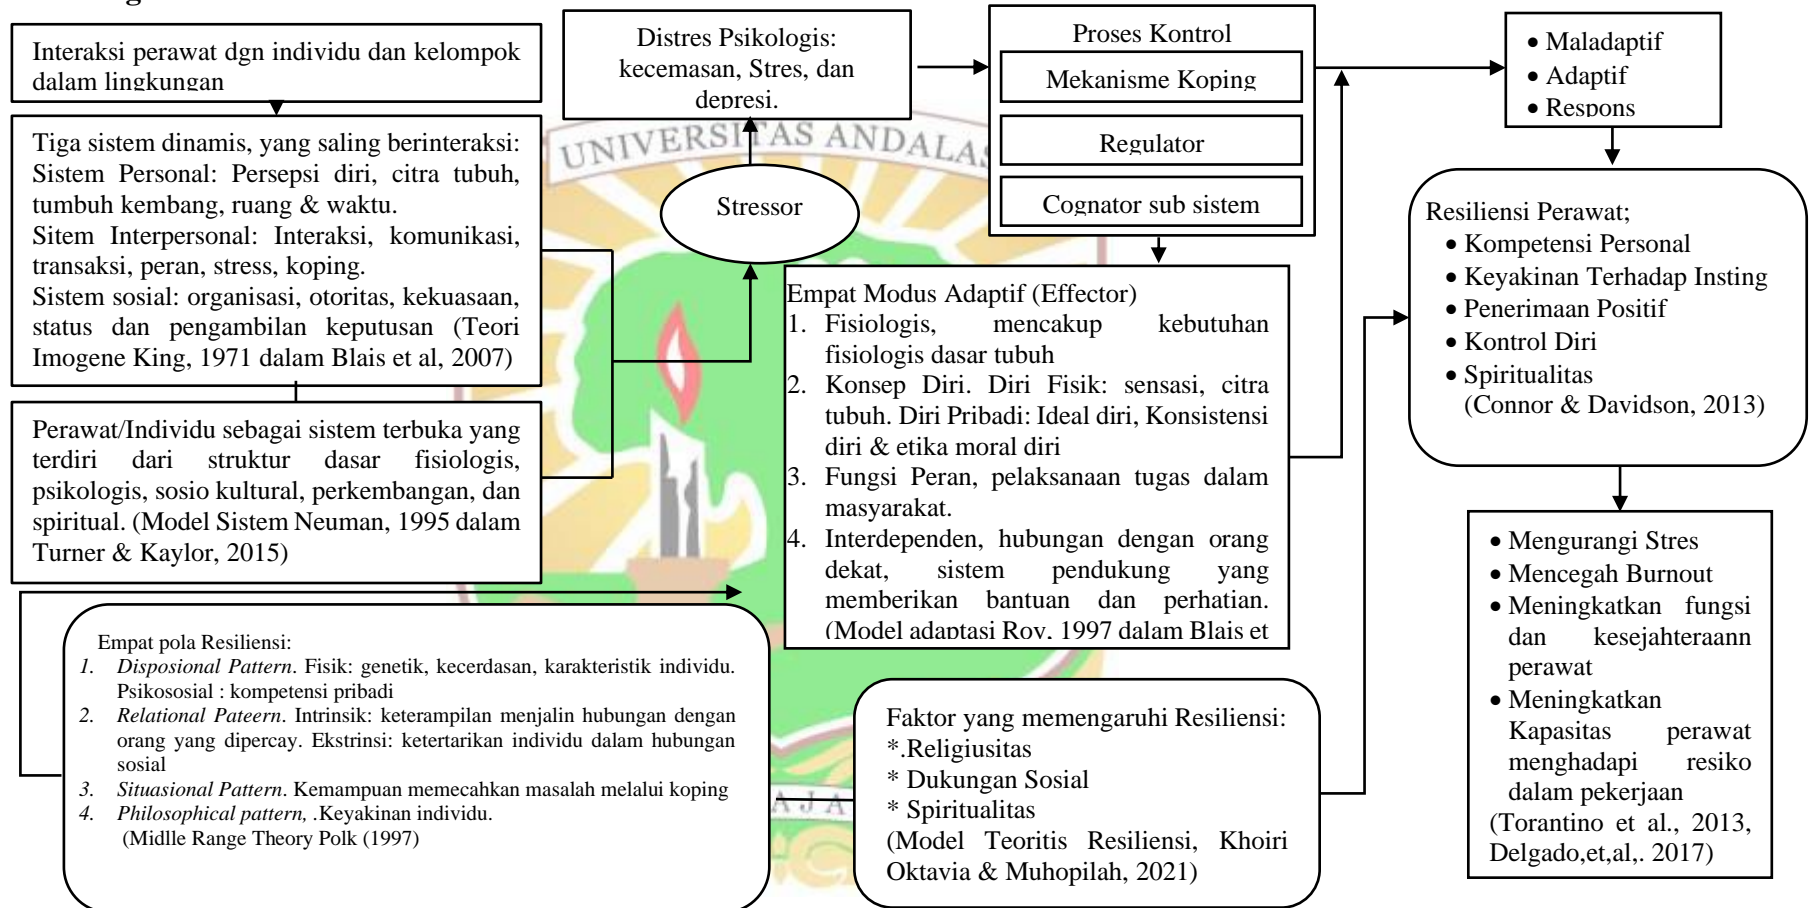 Interaksi perawat dgn individu dan kelompok
dalam lingkungan
Tiga sistem dinamis, yang saling berinteraksi:
Sistem Personal: Persepsi diri, citra tubuh,
tumbuh kembang, ruang & waktu.
Sitem Interpersonal: Interaksi, komunikasi,
transaksi, peran, stress, koping.
Sistem sosial: organisasi, otoritas, kekuasaan,
status dan pengambilan keputusan (Teori
Imogene King, 1971 dalam Blais et al, 2007)
Perawat/Individu sebagai sistem terbuka yang
terdiri dari struktur dasar fisiologis,
psikologis, sosio kultural, perkembangan, dan
spiritual. (Model Sistem Neuman, 1995 dalam
Turner & Kaylor, 2015)
Empat pola Resiliensi:
1. Disposional Pattern. Fisik: genetik, kecerdasan, karakteristik individu.
Psikososial : kompetensi pribadi
2. Relational Pateern. Intrinsik: keterampilan menjalin hubungan dengan
orang yang dipercay. Ekstrinsi: ketertarikan individu dalam hubungan
sosial
3. Situasional Pattern. Kemampuan memecahkan masalah melalui koping
4. Philosophical pattern, .Keyakinan individu.
(Midlle Range Theory Polk (1997)
Distres Psikologis:
kecemasan, Stres, dan
depresi.
UNIVERSITAS ANDALAS
Stressor
Proses Kontrol
Mekanisme Koping
Regulator
Cognator sub sistem
Empat Modus Adaptif (Effector)
1. Fisiologis, mencakup kebutuhan
fisiologis dasar tubuh
2. Konsep Diri. Diri Fisik: sensasi, citra
tubuh. Diri Pribadi: Ideal diri, Konsistensi
diri & etika moral diri
3. Fungsi Peran, pelaksanaan tugas dalam
masyarakat.
4. Interdependen, hubungan dengan orang
dekat, sistem pendukung yang
memberikan bantuan dan perhatian.
(Model adaptasi Roy, 1997 dalam Blais et
Faktor yang memengaruhi Resiliensi:
*.Religiusitas
* Dukungan Sosial
* Spiritualitas
(Model Teoritis Resiliensi, Khoiri
Oktavia & Muhopilah, 2021)
• Maladaptif
• Adaptif
• Respons
Resiliensi Perawat;
• Kompetensi Personal
• Keyakinan Terhadap Insting
• Penerimaan Positif
• Kontrol Diri
• Spiritualitas
(Connor & Davidson, 2013)
• Mengurangi Stres
• Mencegah Burnout
• Meningkatkan fungsi
dan kesejahteraann
perawat
• Meningkatkan
Kapasitas perawat
menghadapi resiko
dalam pekerjaan
(Torantino et al., 2013,
Delgado,et,al,. 2017)